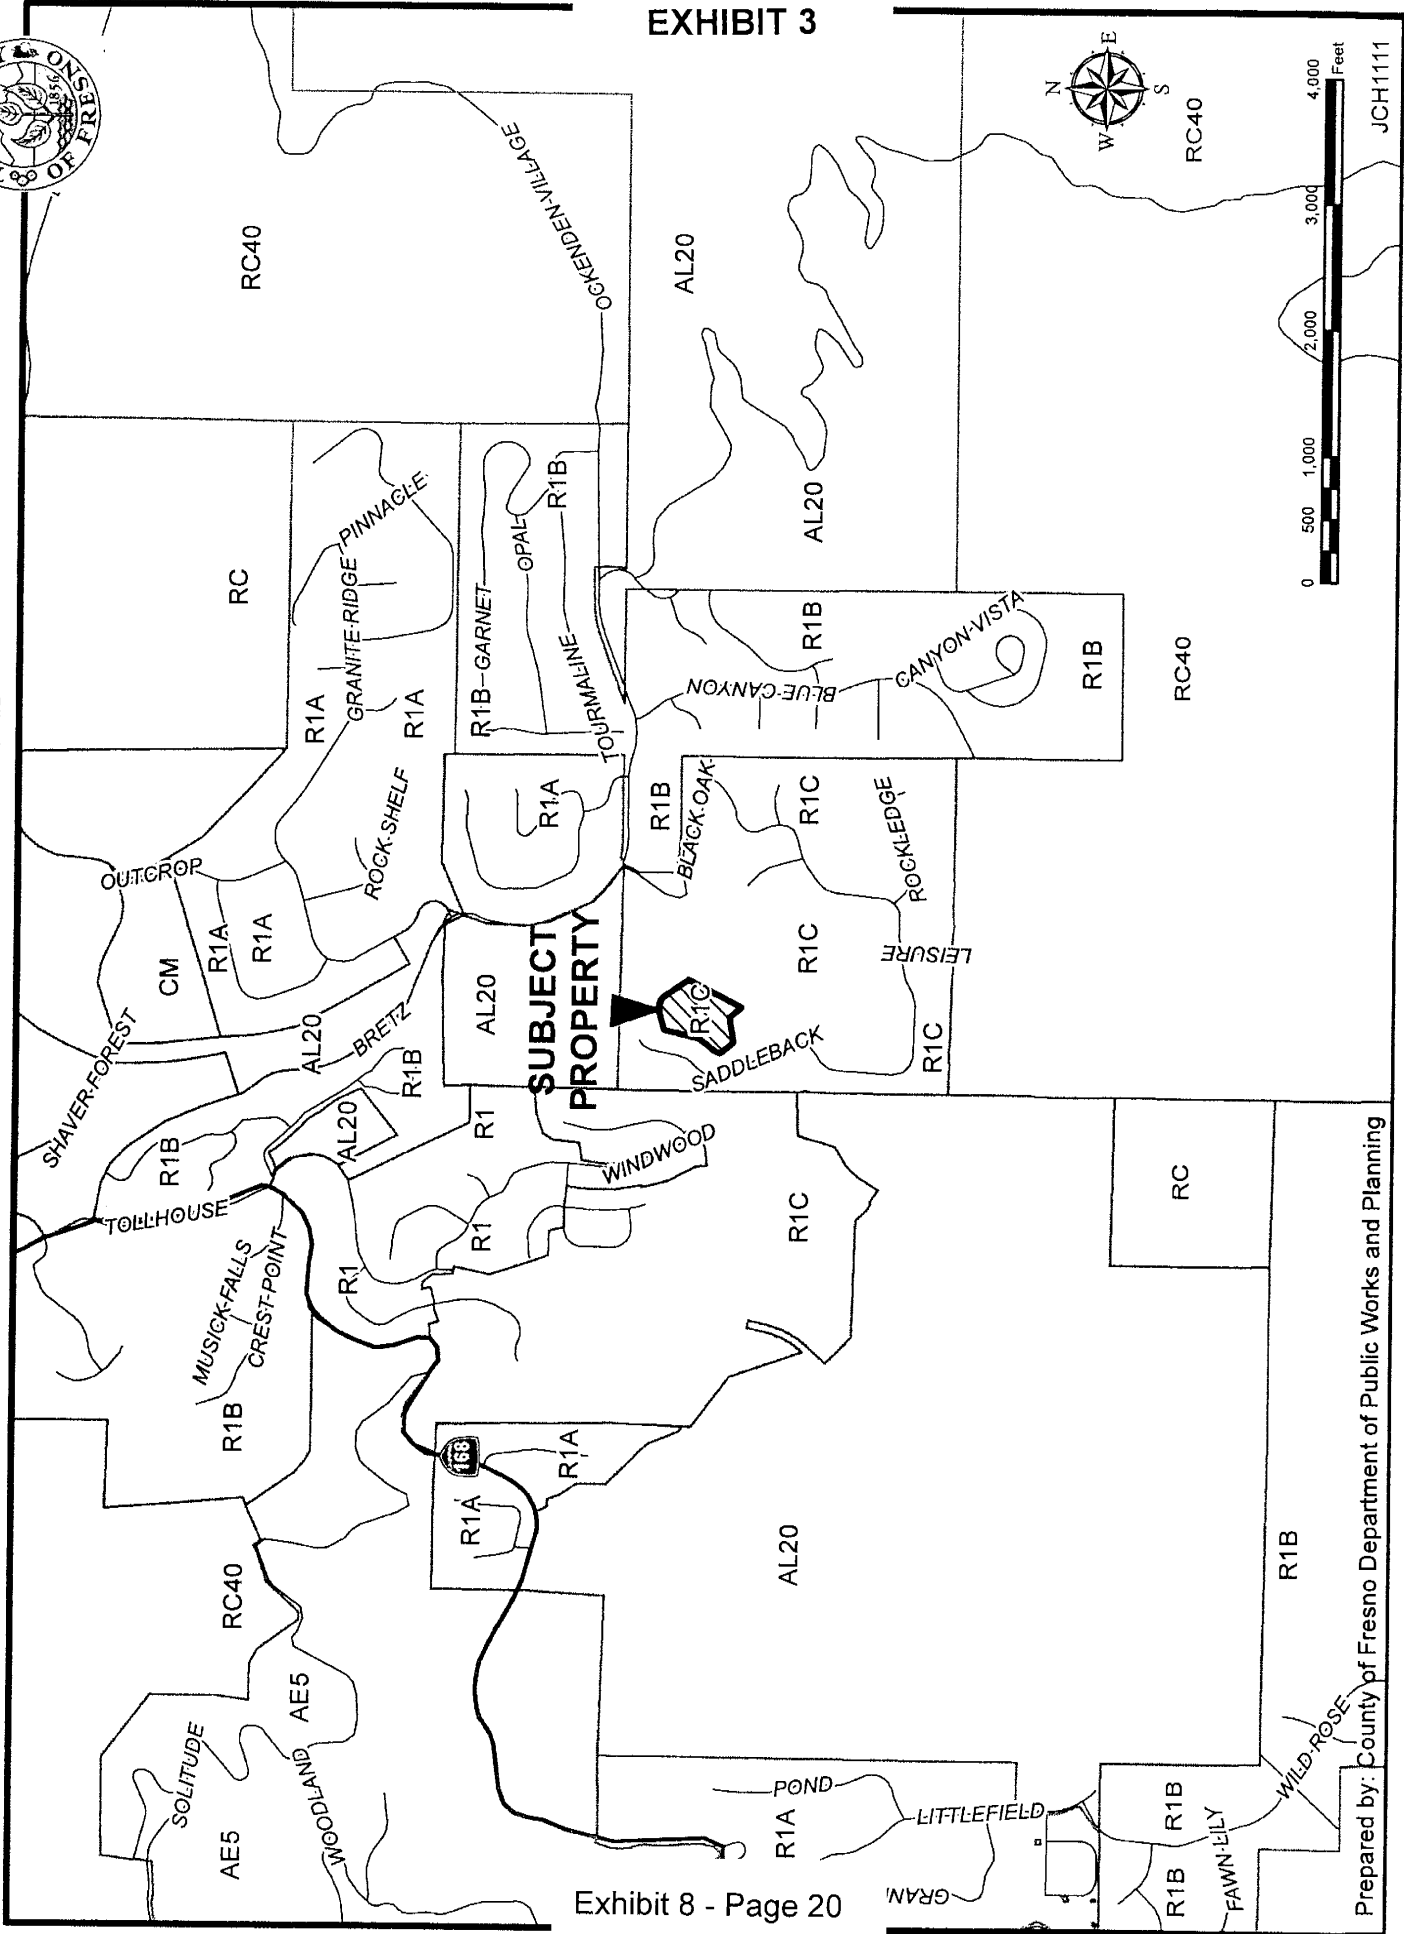 EXHIBIT 3
OF FRESNO
1856
N
E
S
W
RC40
4,000
Feet
3,000
2,000
1,000
500
0
JCH1111
RC40
OCKENDEN-VILLAGE
AL20
AL20
RC
PINNACLE
GRANITE-RIDGE
R1A
R1A
R1B
GARNET
OPAL
R1B
TOURMALINE
R1B
BLUE-CANYON
CANYON-VISTA
R1B
RC40
OUTCROP
ROCK-SHELF
R1A
R1B
BLACK-OAK
R1C
ROCKLEDGE
R1A
R1A
CM
SHAVER-FOREST
AL20
BRETZ
AL20
SUBJECT
PROPERTY
R1C
R1C
LEISURE
SADDLEBACK
R1C
R1B
R1B
AL20
R1
WINDWOOD
TOLLHOUSE
MUSICK-FALLS
CREST-POINT
R1
R1
R1C
RC
R1B
168
R1A
R1A
RC40
AL20
R1B
AE5
SOLITUDE
WOODLAND
AE5
POND
R1A
LITTLEFIELD
R1B
R1B
WILD-ROSE
FAWN-LILY
GRAN
Prepared by: County of Fresno Department of Public Works and Planning
Exhibit 8 - Page 20